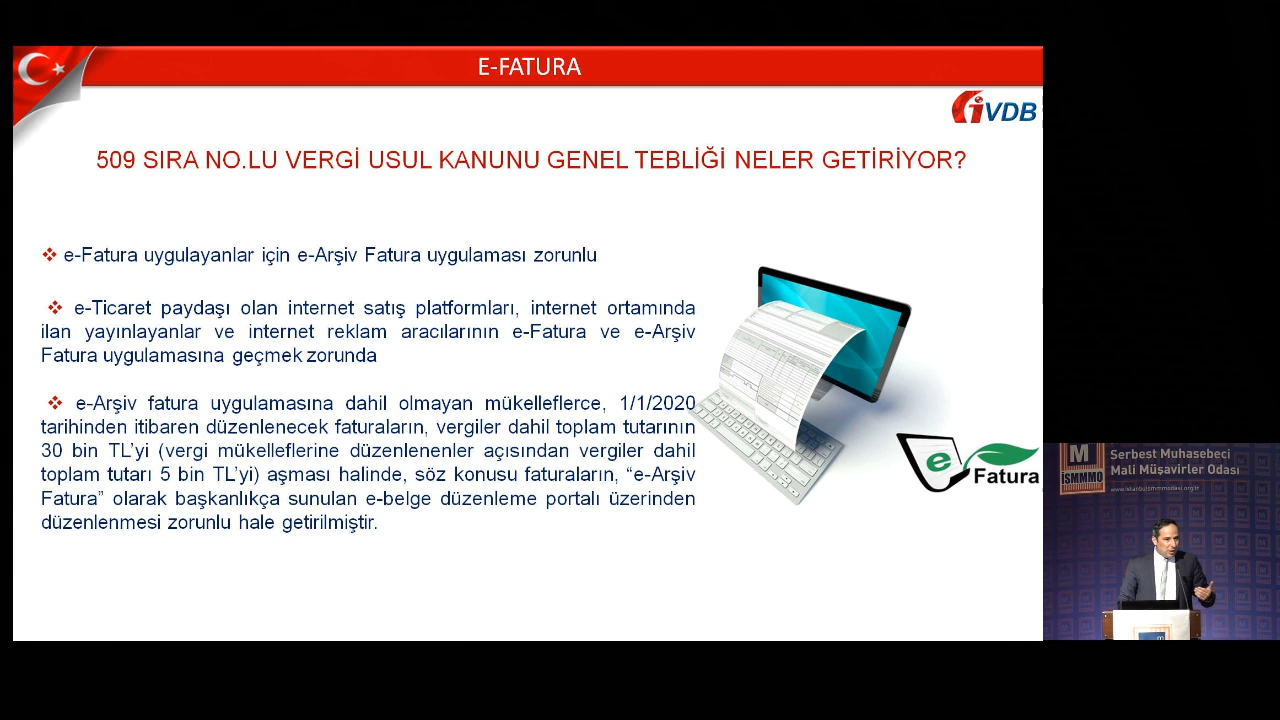 E-FATURA
iVDB
509 SIRA NO.LU VERGİ USUL KANUNU GENEL TEBLİĞİ NELER GETİRİYOR?
e-Fatura uygulayanlar için e-Arşiv Fatura uygulaması zorunlu
e-Ticaret paydaşı olan internet satış platformları, internet ortamında
ilan yayınlayanlar ve internet reklam aracılarının e-Fatura ve e-Arşiv
Fatura uygulamasına geçmek zorunda
e-Arşiv fatura uygulamasına dahil olmayan mükelleflerce, 1/1/2020
tarihinden itibaren düzenlenecek faturaların, vergiler dahil toplam tutarının
30 bin TL’yi (vergi mükelleflerine düzenlenenler açısından vergiler dahil
toplam tutarı 5 bin TL’yi) aşması halinde, söz konusu faturaların, “e-Arşiv
Fatura” olarak başkanlıkça sunulan e-belge düzenleme portalı üzerinden
düzenlenmesi zorunlu hale getirilmiştir.
e
Fatura
M
İSMMMO
Serbest Muhasebeci
Mali Müşavirler Odası
www.istanbulsmmmodasi.org.tr